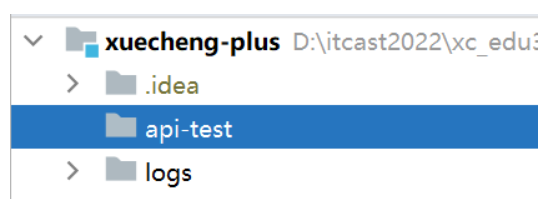 xuecheng-plus D:\itcast2022\xc_edu3
.idea
api-test
logs